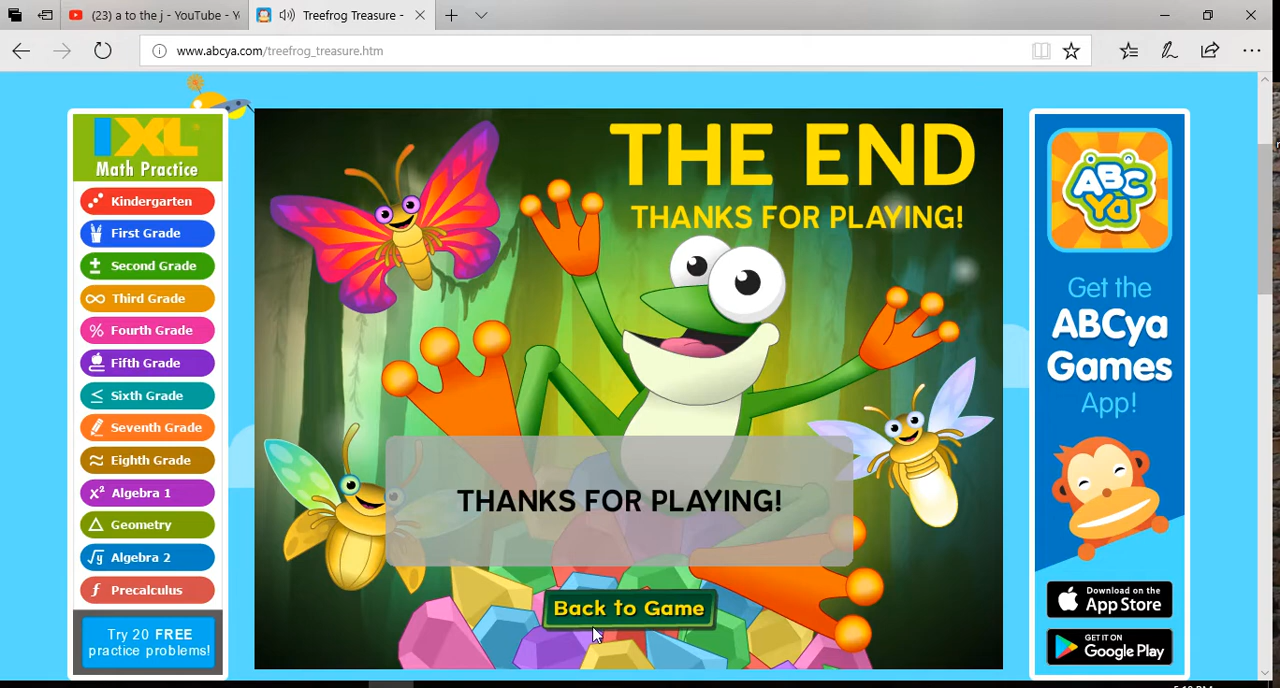 (23) a to the j - YouTube - Y
Treefrog Treasure -
www.abcya.com/treefrog_treasure.htm
IXL
Math Practice
Kindergarten
First Grade
Second Grade
Third Grade
Fourth Grade
Fifth Grade
Sixth Grade
Seventh Grade
Eighth Grade
Algebra 1
Geometry
Algebra 2
Precalculus
Try 20 FREE
practice problems!
THE END
THANKS FOR PLAYING!
THANKS FOR PLAYING!
Back to Game
ABC
Ya
Get the
ABCya
Games
App!
Download on the
App Store
GET IT ON
Google Play